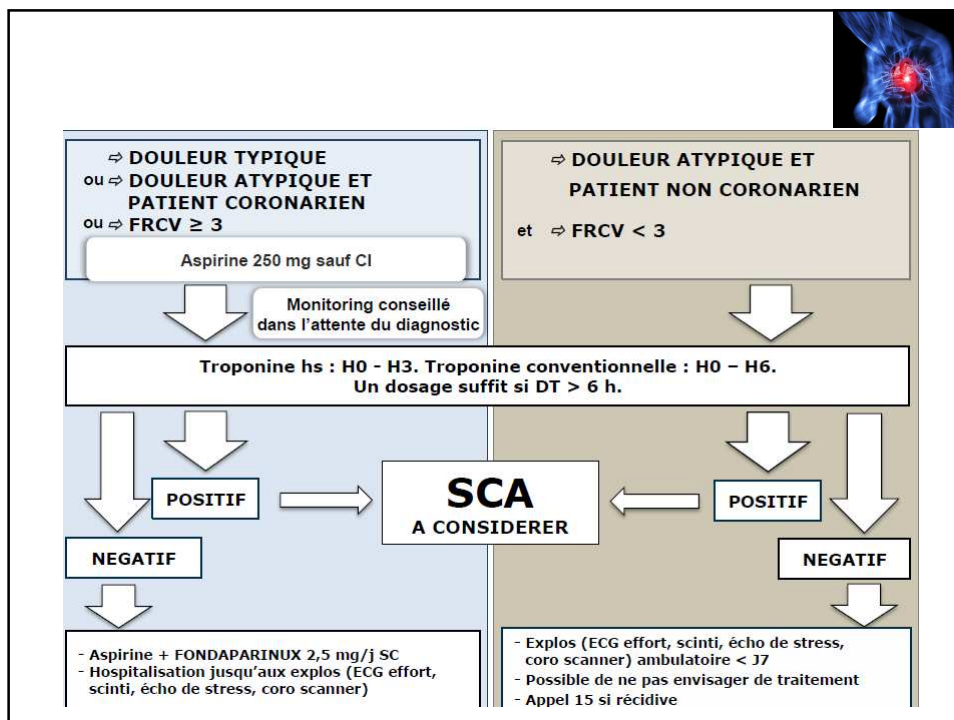 ⇨ DOULEUR TYPIQUE
ou ⇨ DOULEUR ATYPIQUE ET
PATIENT CORONARIEN
ou ⇨ FRCV ≥ 3
Aspirine 250 mg sauf CI
⇨ DOULEUR ATYPIQUE ET
PATIENT NON CORONARIEN
et ⇨ FRCV < 3
Monitoring conseillé
dans l'attente du diagnostic
Troponine hs : H0 - H3. Troponine conventionelle : H0 – H6.
Un dosage suffit si DT > 6 h.
POSITIF
SCA
A CONSIDERER
POSITIF
NEGATIF
NEGATIF
- Aspirine + FONDAPARINUX 2,5 mg/j SC
- Hospitalisation jusqu'aux explos (ECG effort,
scinti, écho de stress, coro scanner)
- Explos (ECG effort, scinti, écho de stress,
coro scanner) ambulatoire < J7
- Possible de ne pas envisager de traitement
- Appel 15 si récidive